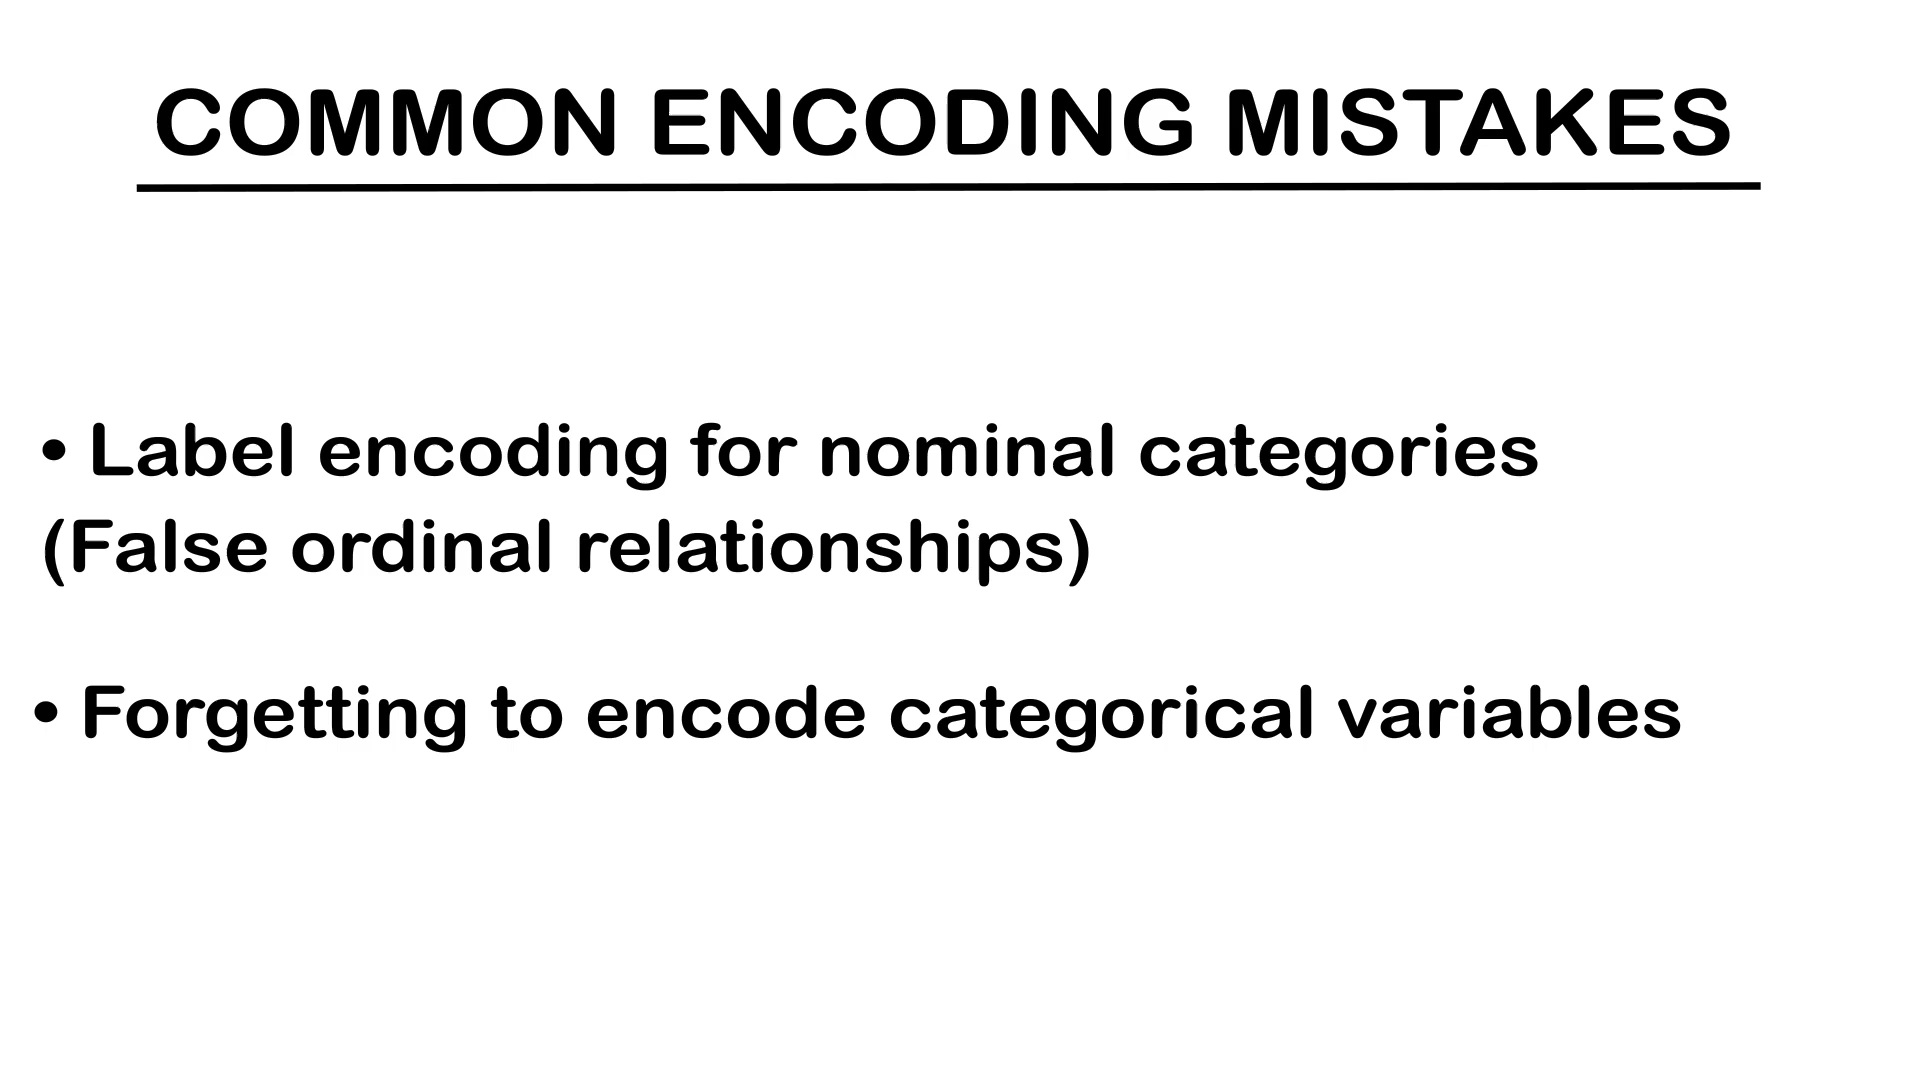 COMMON ENCODING MISTAKES
• Label encoding for nominal categories
(False ordinal relationships)
• Forgetting to encode categorical variables